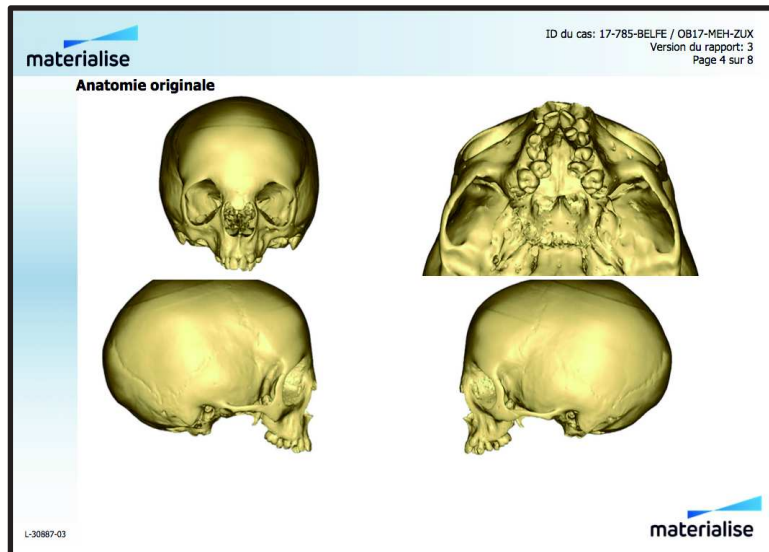 materialise
ID du cas: 17-785-BELFE / OB17-MEH-ZUX
Version du rapport: 3
Page 4 sur 8
Anatomie originale
L-30887-03
materialise